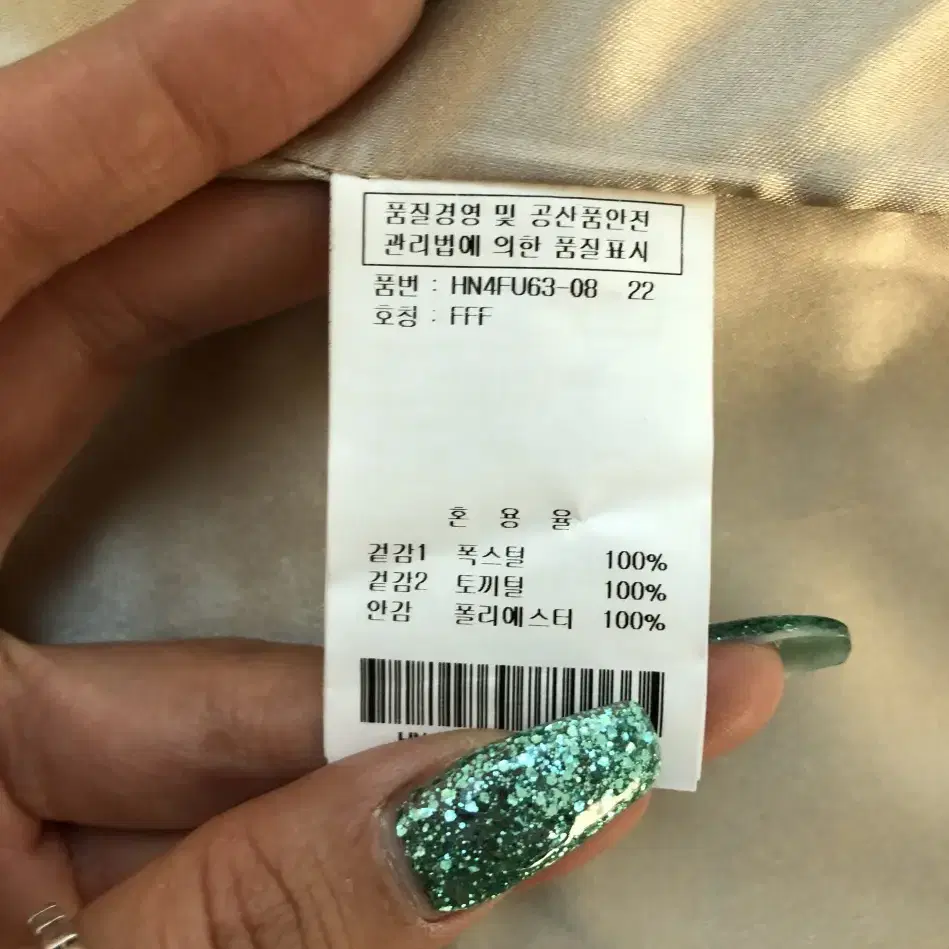 품질경영 및 공산품안전
관리법에 의한 품질표시
품번 : HN4FU63-08 22
호칭 : FFF
혼 용 율
겉감1 폭스털 100%
겉감2 토끼털 100%
안감 폴리에스터 100%